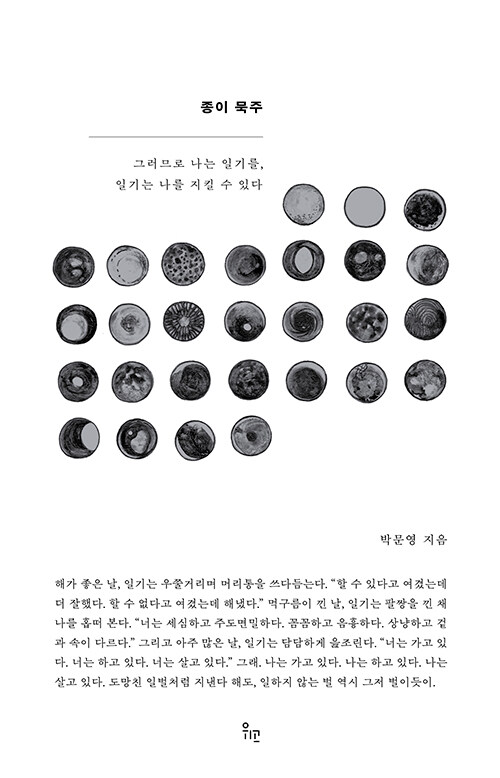 종이 묵주
그러므로 나는 일기를,
일기는 나를 지킬 수 있다
박문영 지음
해가 좋은 날, 일기는 우쭐거리며 머리통을 쓰다듬는다. “할 수 있다고 여겼는데
더 잘했다. 할 수 없다고 여겼는데 해냈다.” 먹구름이 낀 날, 일기는 팔짱을 낀 채
나를 흡떠 본다. “너는 세심하고 주도면밀하다. 꼼꼼하고 음흉하다. 상냥하고 겉
과 속이 다르다.” 그리고 아주 많은 날, 일기는 담담하게 읊조린다. “너는 가고 있
다. 너는 하고 있다. 너는 살고 있다.” 그래. 나는 가고 있다. 나는 하고 있다. 나는
살고 있다. 도망친 일벌처럼 지낸다 해도, 일하지 않는 벌 역시 그저 벌이듯이.
위고